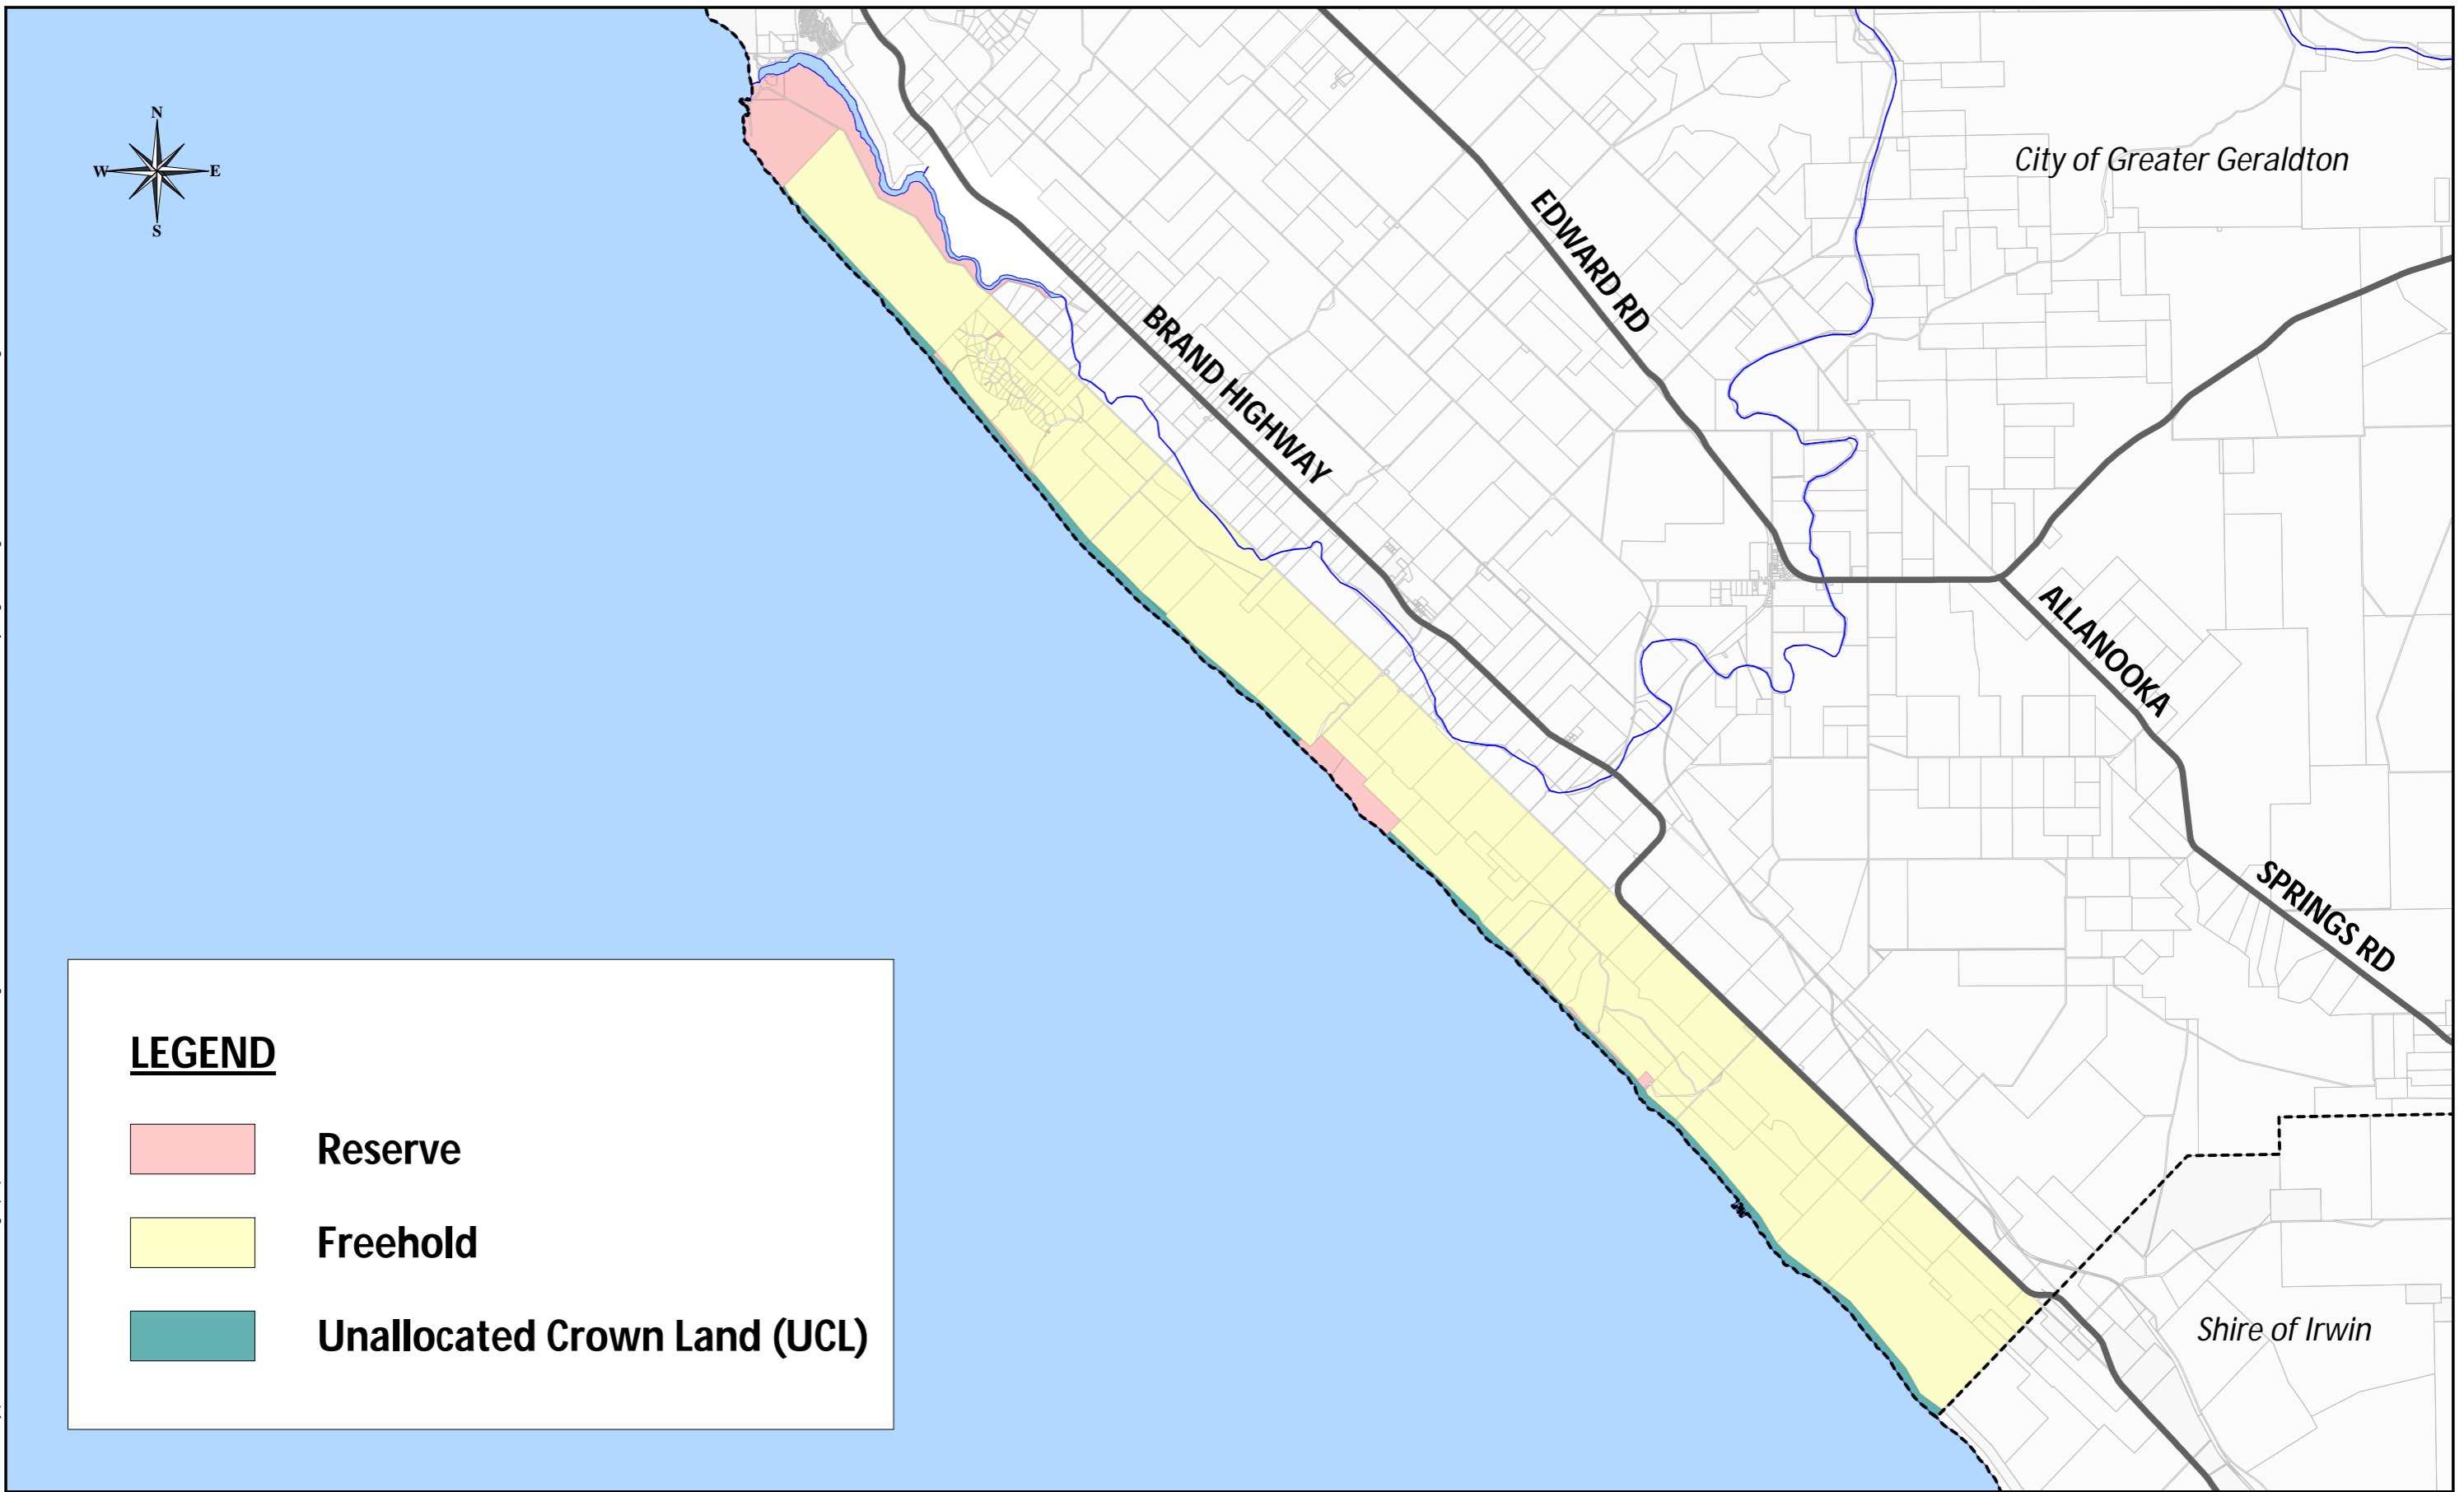 N
W E
S
City of Greater Geraldton
EDWARD RD
BRAND HIGHWAY
ALLANOOKA
SPRINGS RD
LEGEND
Reserve
Freehold
Unallocated Crown Land (UCL)
Shire of Irwin